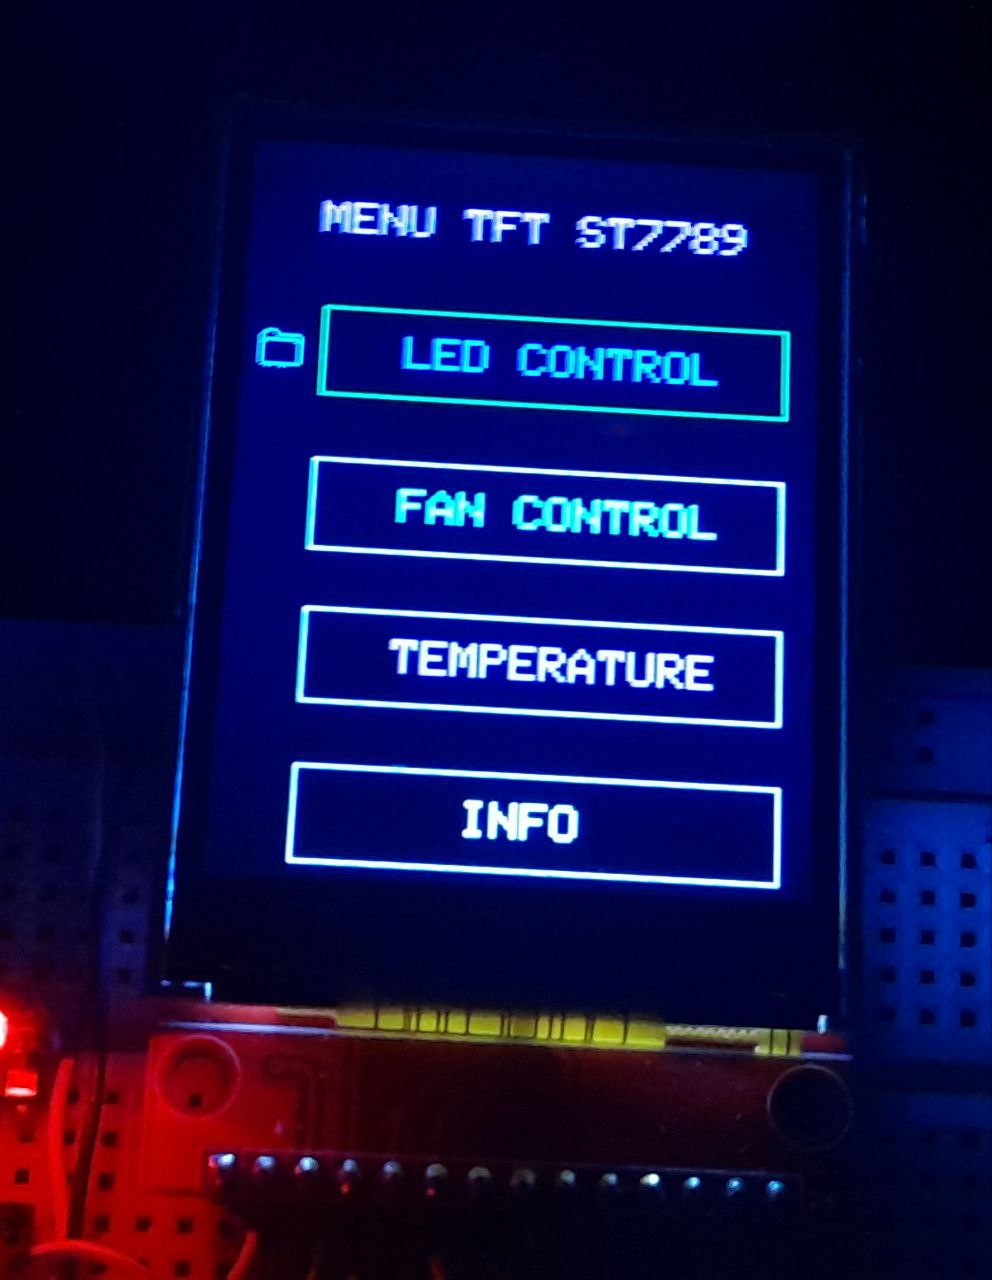 MENU TFT ST7789
LED CONTROL
FAN CONTROL
TEMPERATURE
INFO